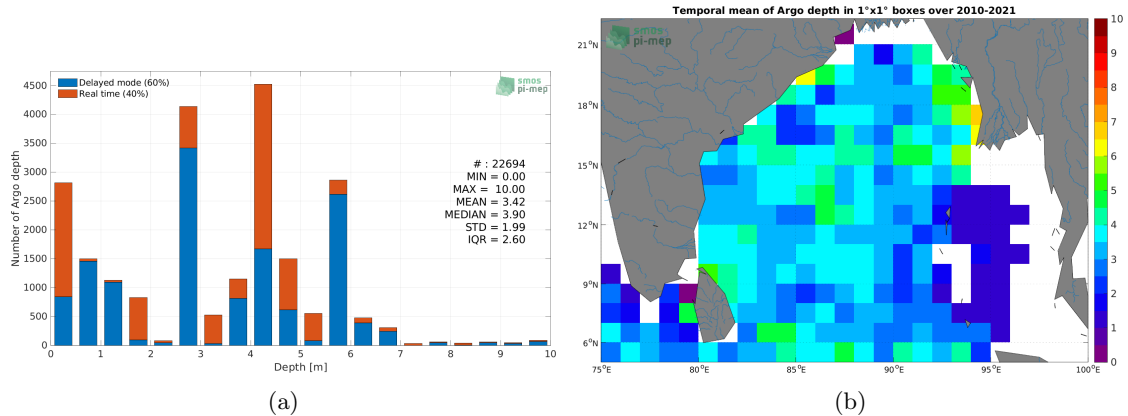 Delayed mode (60%)
Real time (40%)
smos
pi-mep
# : 22694
MIN = 0.00
MAX = 10.00
MEAN = 3.42
MEDIAN = 3.90
STD = 1.99
IQR = 2.60
Number of Argo depth
4500
4000
3500
3000
2500
2000
1500
1000
500
0
0 1 2 3 4 5 6 7 8 9 10
Depth [m]
(a)
Temporal mean of Argo depth in 1°x1° boxes over 2010-2021
smos
pi-mep
21°N
18°N
15°N
12°N
9°N
6°N
75°E 80°E 85°E 90°E 95°E 100°E
10
9
8
7
6
5
4
3
2
1
0
(b)